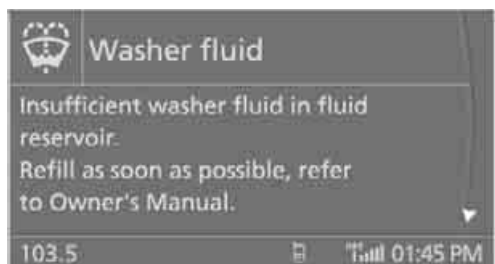 Washer fluid
Insufficient washer fluid in fluid
reservoir.
Refill as soon as possible, refer
to Owner's Manual.
103.5 01:45 PM